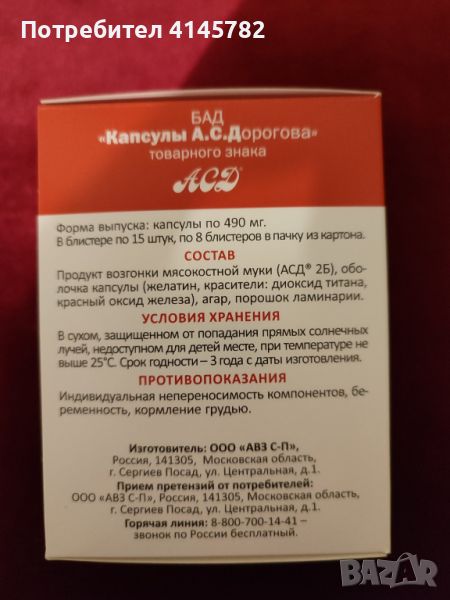 Потребител 4145782
БАД
«Капсулы А.С.Дорогова»
товарного знака
АСД®
Форма выпуска: капсулы по 490 мг.
В блистере по 15 штук, по 8 блистеров в пачку из картона.
СОСТАВ
Продукт возгонки мясокостной муки (АСД® 2Б), обо-
лочка капсулы (желатин, красители: диоксид титана,
красный оксид железа), агар, порошок ламинарии.
УСЛОВИЯ ХРАНЕНИЯ
В сухом, защищенном от попадания прямых солнечных
лучей, недоступном для детей месте, при температуре не
выше 25°С. Срок годности – 3 года с даты изготовления.
ПРОТИВОПОКАЗАНИЯ
Индивидуальная непереносимость компонентов, бе-
ременность, кормление грудью.
Изготовитель: ООО «АВЗ С-П»,
Россия, 141305, Московская область,
г. Сергиев Посад, ул. Центральная, д.1.
Прием претензий от потребителей:
ООО «АВЗ С-П», Россия, 141305, Московская область,
г. Сергиев Посад, ул. Центральная, д.1.
Горячая линия: 8-800-700-14-41 –
звонок по России бесплатный.
BAZAR